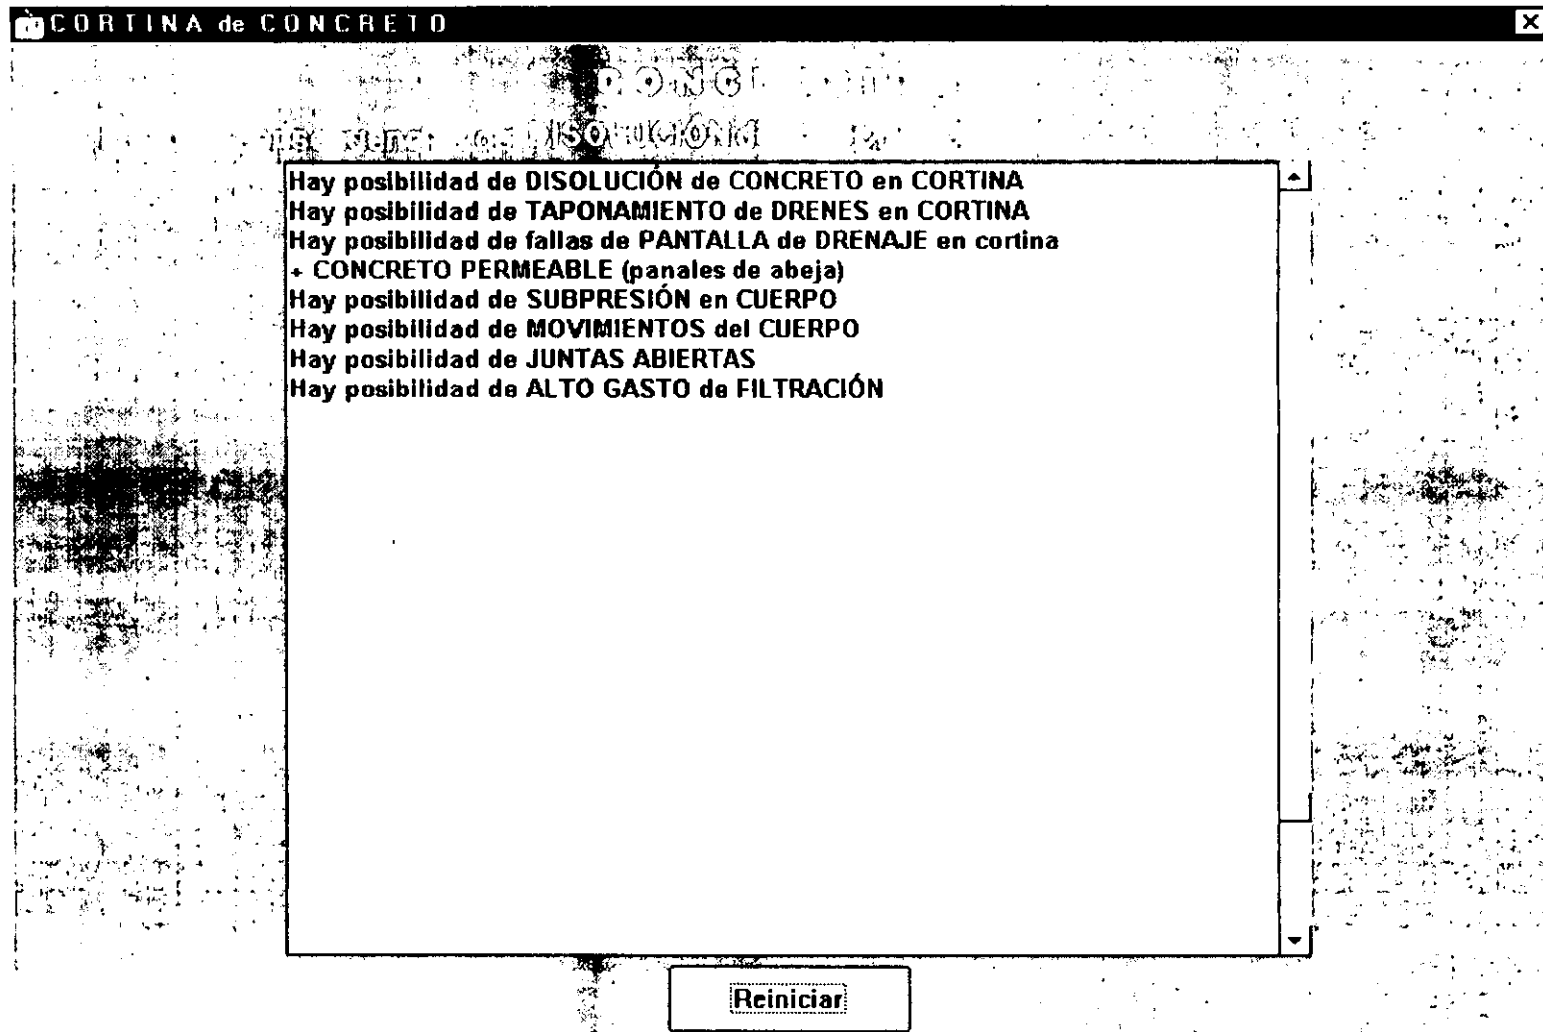 CORTINA de CONCRETO
DISOLUCIÓN
Hay posibilidad de DISOLUCIÓN de CONCRETO en CORTINA
Hay posibilidad de TAPONAMIENTO de DRENES en CORTINA
Hay posibilidad de fallas de PANTALLA de DRENAJE en cortina
+ CONCRETO PERMEABLE (panales de abeja)
Hay posibilidad de SUBPRESIÓN en CUERPO
Hay posibilidad de MOVIMIENTOS del CUERPO
Hay posibilidad de JUNTAS ABIERTAS
Hay posibilidad de ALTO GASTO de FILTRACIÓN
Reiniciar